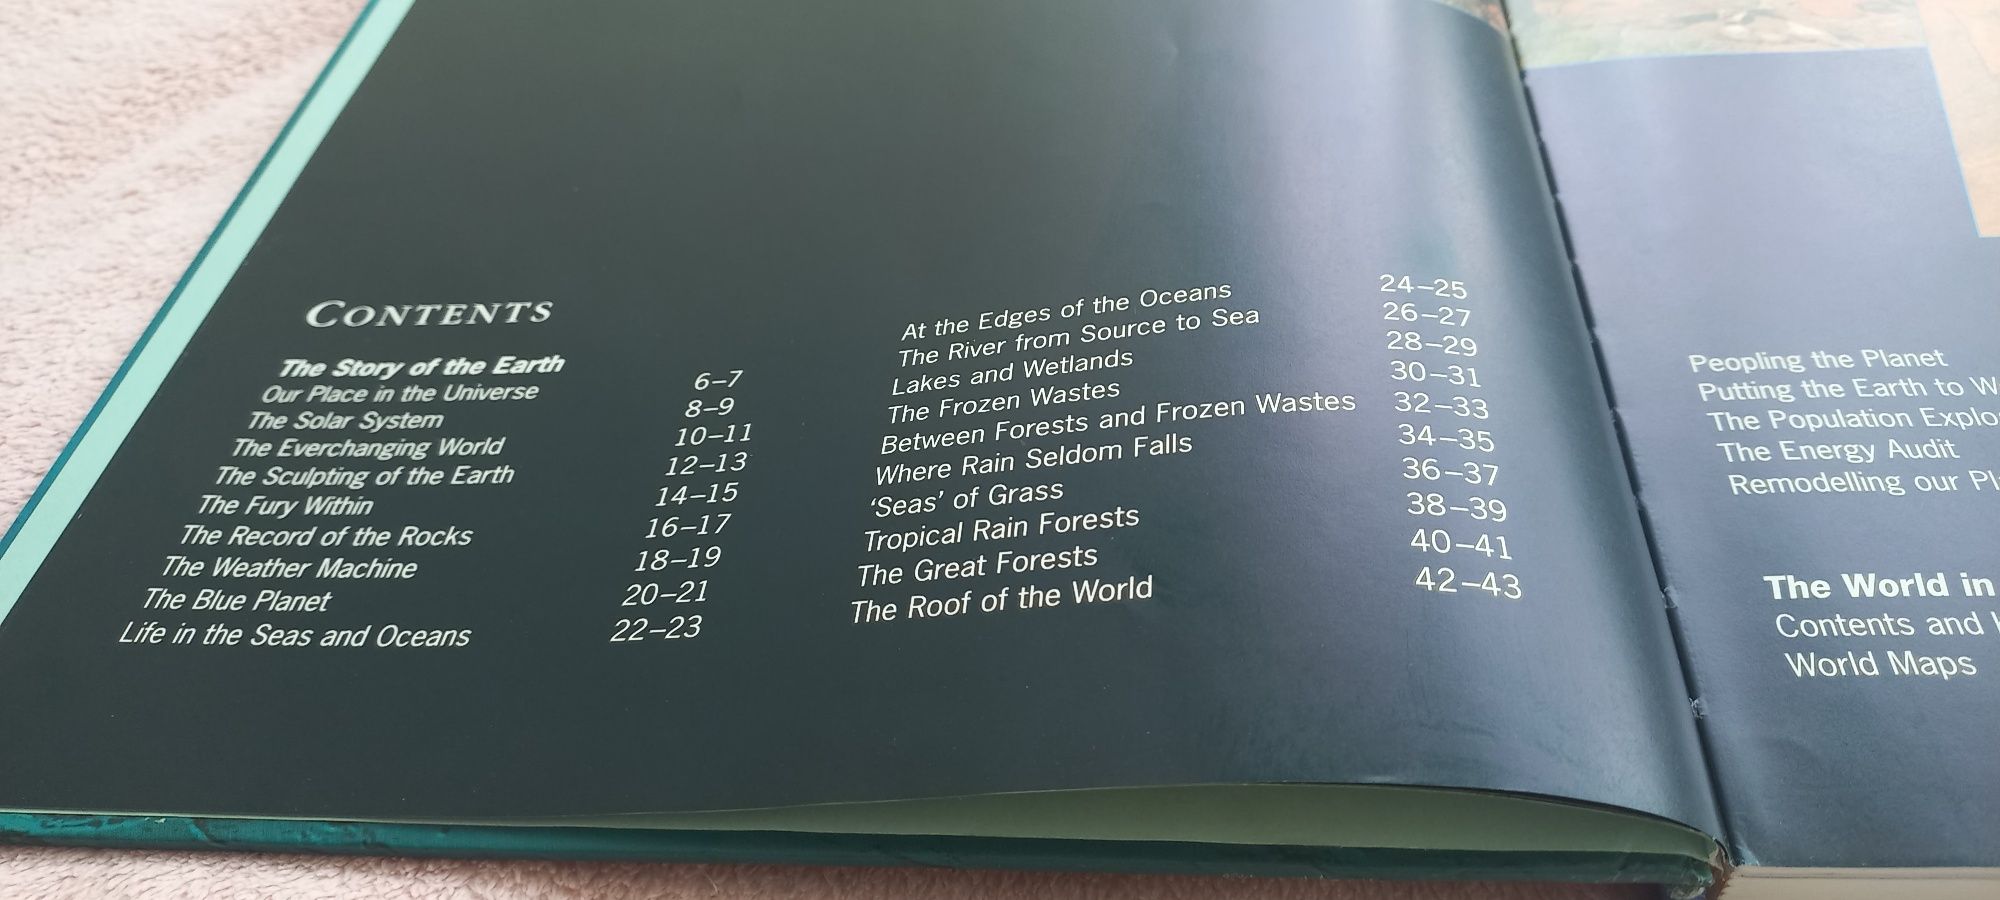 CONTENTS
The Story of the Earth
Our Place in the Universe 6–7
The Solar System 8–9
The Everchanging World 10–11
The Sculpting of the Earth 12–13
The Fury Within 14–15
The Record of the Rocks 16–17
The Weather Machine 18–19
The Blue Planet 20–21
Life in the Seas and Oceans 22–23
At the Edges of the Oceans 24–25
The River from Source to Sea 26–27
Lakes and Wetlands 28–29
The Frozen Wastes 30–31
Between Forests and Frozen Wastes 32–33
Where Rain Seldom Falls 34–35
‘Seas’ of Grass 36–37
Tropical Rain Forests 38–39
The Great Forests 40–41
The Roof of the World 42–43
Peopling the Planet
Putting the Earth to
The Population
The Energy Audit
Remodelling our
The World in
Contents and
World Maps